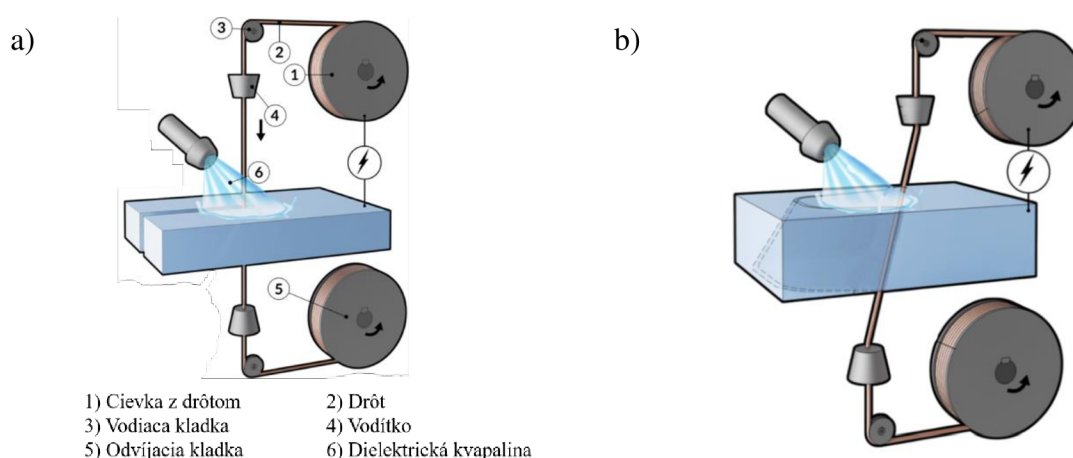 a)
b)
3
2
1
4
6
5
1) Cievka z drôtom 2) Drôt
3) Vodiaca kladka 4) Vodítko
5) Odvíjacia kladka 6) Dielektrická kvapalina